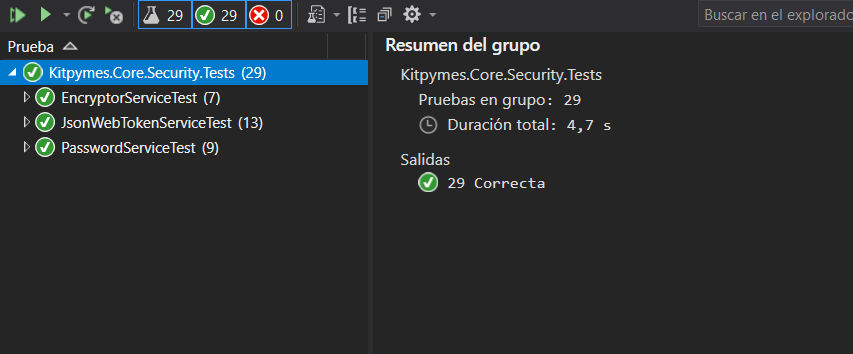 29 29 0
Buscar en el explorado
Prueba
Kitpymes.Core.Security.Tests (29)
EncryptorServiceTest (7)
JsonWebTokenServiceTest (13)
PasswordServiceTest (9)
Resumen del grupo
Kitpymes.Core.Security.Tests
Pruebas en grupo: 29
Duración total: 4,7 s
Salidas
29 Correcta